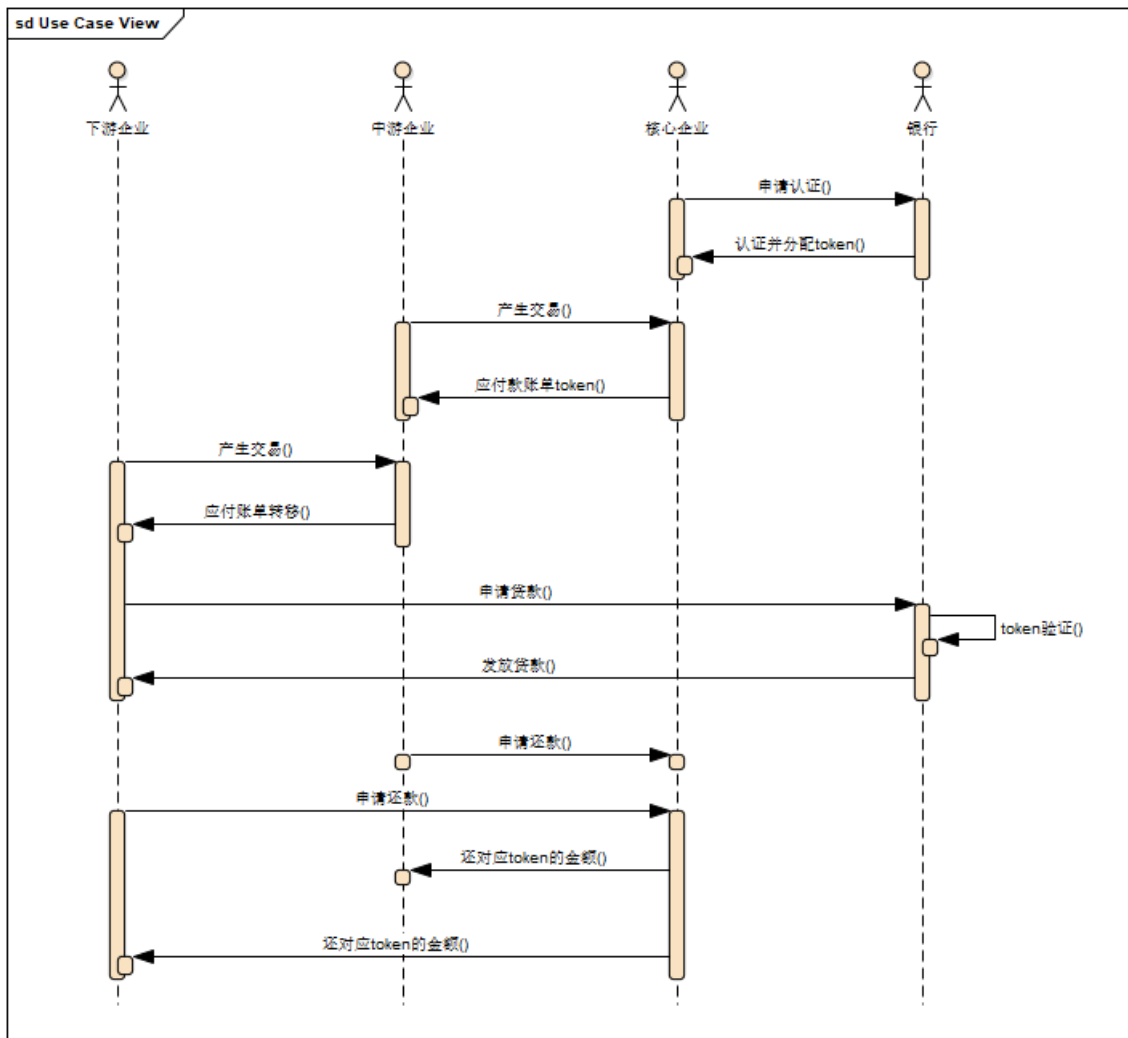 sd Use Case View
下游企业
中游企业
核心企业
银行
申请认证()
认证并分配token()
产生交易()
应付款账单token()
产生交易()
应付账单转移()
申请贷款()
token验证()
发放贷款()
申请还款()
申请还款()
还对应token的金额()
还对应token的金额()